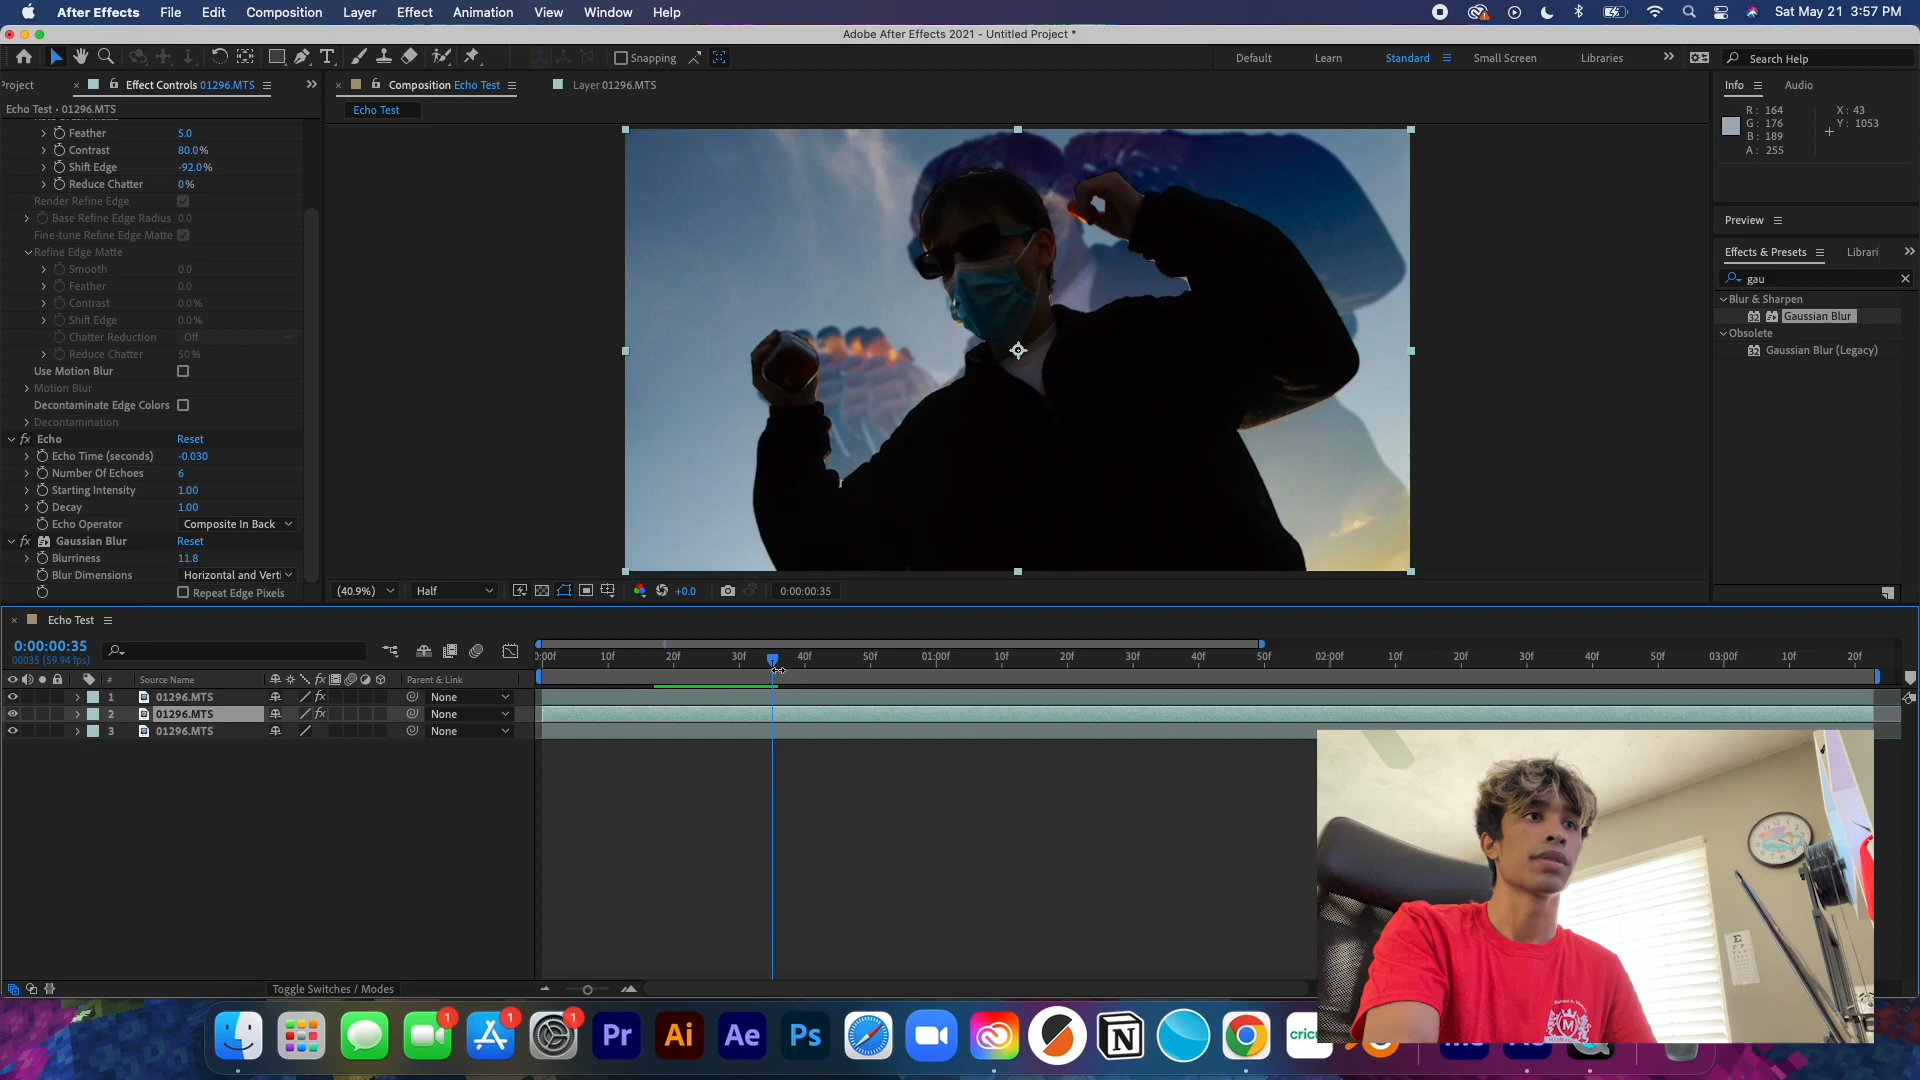 After Effects File Edit Composition Layer Effect Animation View Window Help Sat May 21 3:57 PM
Adobe After Effects 2021 - Untitled Project *
Snapping Default Learn Standard Small Screen Libraries Search Help
Project Effect Controls 01296.MTS Composition Echo Test Layer 01296.MTS Info Audio
Echo Test • 01296.MTS
Echo Test
R: 164 X: 43
G: 176 Y: 1053
B: 189
A: 255
Feather 5.0
Contrast 80.0%
Shift Edge -92.0%
Reduce Chatter 0%
Render Refine Edge
Base Refine Edge Radius 0.0
Fine-tune Refine Edge Matte
Refine Edge Matte
Smooth 0.0
Feather 0.0
Contrast 0.0%
Shift Edge 0.0%
Chatter Reduction Off
Reduce Chatter 50%
Use Motion Blur
Motion Blur
Decontaminate Edge Colors
Decontamination
Echo Reset
Echo Time (seconds) -0.030
Number Of Echoes 6
Starting Intensity 1.00
Decay 1.00
Echo Operator Composite In Back
Gaussian Blur Reset
Blurriness 11.8
Blur Dimensions Horizontal and Verti
Repeat Edge Pixels
(40.9%) Half +0.0 0:00:00:35
Preview
Effects & Presets Librari
gau
Blur & Sharpen
32 Gaussian Blur
Obsolete
32 Gaussian Blur (Legacy)
Echo Test
0:00:00:35
00035 (59.94 fps)
0:00f 10f 20f 30f 40f 50f 01:00f 10f 20f 30f 40f 50f 02:00f 10f 20f 30f 40f 50f 03:00f 10f 20f
# Source Name fx Parent & Link
1 01296.MTS fx None
2 01296.MTS fx None
3 01296.MTS None
Toggle Switches / Modes
1 1 1
Pr Ai Ae Ps cric
M
E